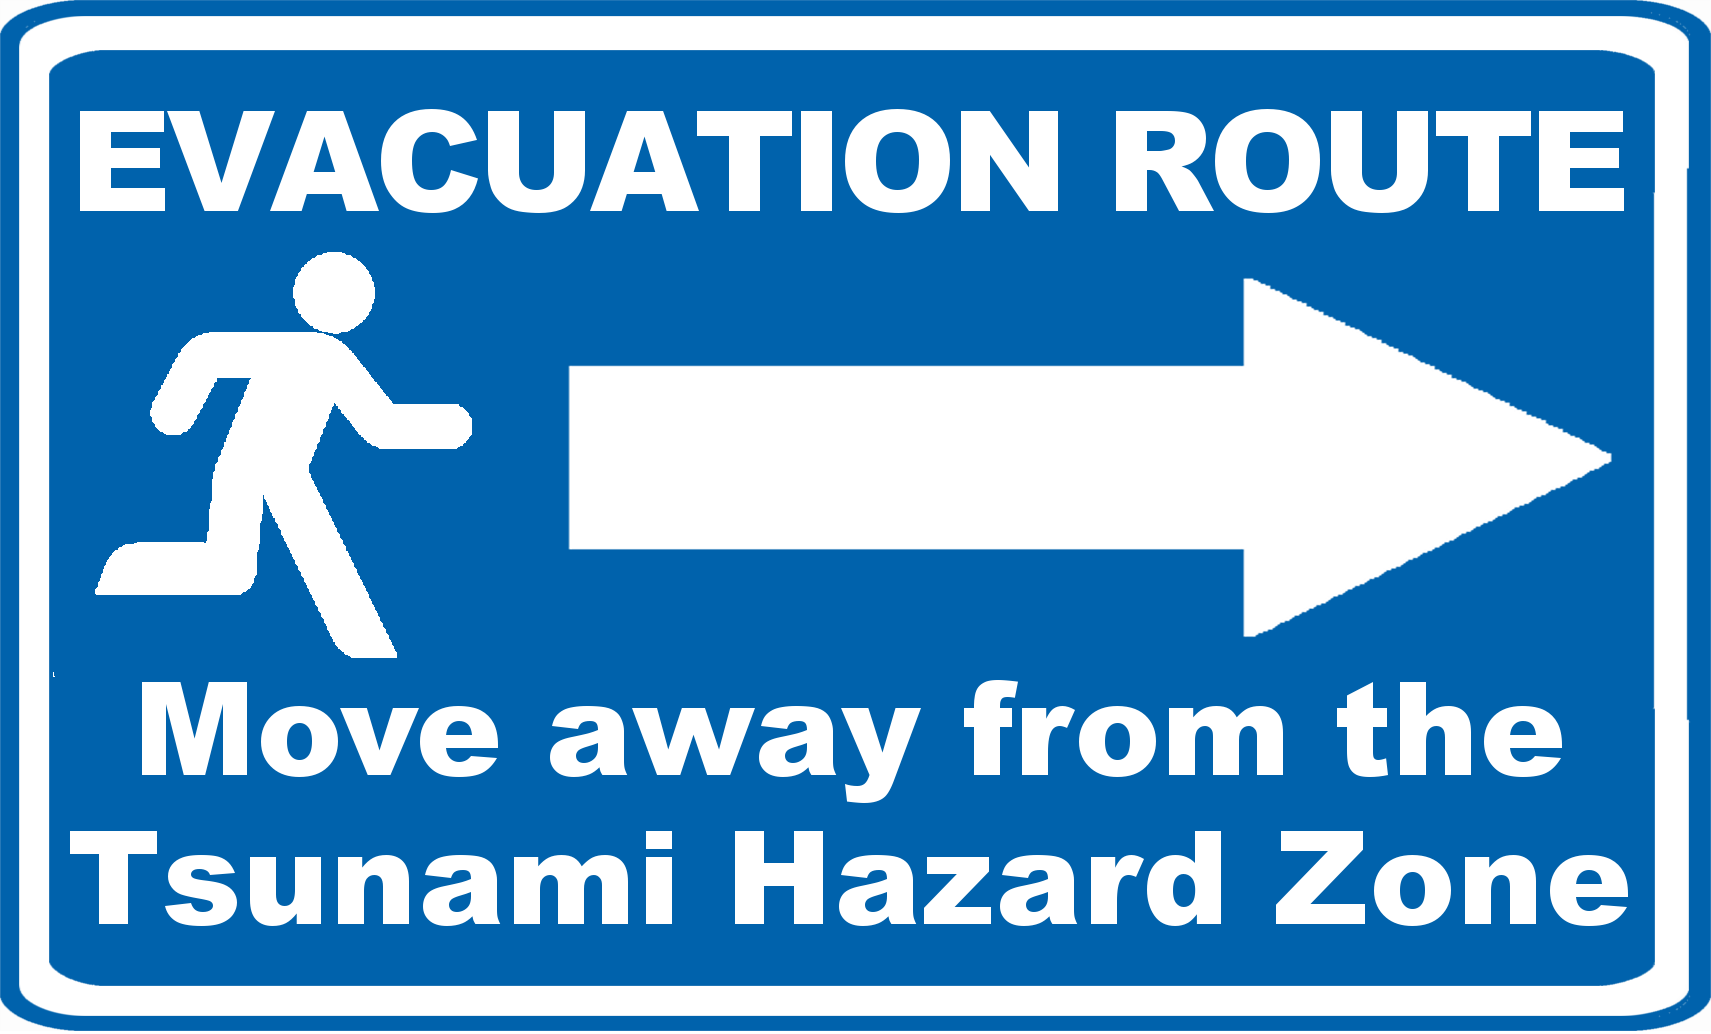 EVACUATION ROUTE
Move away from the
Tsunami Hazard Zone